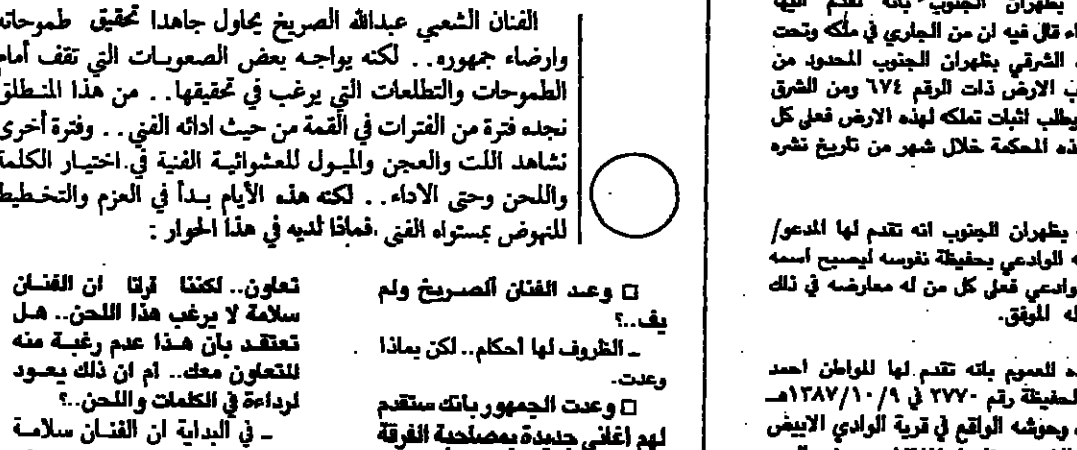 الفنان الشعبي عبدالله الصريخ يحاول جاهدا تحقيق طموحاته
وارضاء جمهوره.. لكنه يواجه بعض الصعوبات التي تقف أمام
الطموحات والتطلعات التي يرغب في تحقيقها.. من هذا المنطلق
نجده فترة من الفترات في القمة من حيث ادائه الفني.. وفترة أخرى
نشاهد اللت والعجن والميول للعشوائية الفنية في اختيار الكلمة
واللحن وحتى الاداء.. لكنه هذه الأيام بدأ في العزم والتخطيط
للنهوض بمستواه الفني فماذا لديه في هذا الحوار :
□ وعد الفنان الصريخ ولم
يف..؟
ـ الظروف لها أحكام.. لكن بماذا
وعدت.
□ وعدت الجمهور بانك ستقدم
لهم أغاني جديدة بمصاحبة الفرقة
تعاون.. لكننا قرأنا ان الفنان
سلامة لا يرغب هذا اللحن.. هل
تعتقد بان هذا عدم رغبة منه
للتعاون معك.. ام ان ذلك يعود
لرداءة في الكلمات واللحن..؟
ـ في البداية ان الفنان سلامة
بظهران الجنوب بانه تقدم اليها
قال فيه ان من الجاري في ملكه وتحت
الشرقي بظهران الجنوب المحدود من
الارض ذات الرقم ٦٧٤ ومن الشرق
يطلب اثبات تملكه لهذه الارض فعلى كل
المحكمة خلال شهر من تاريخ نشره
بظهران الجنوب انه تقدم لها المدعو/
الوادعي بحفيظة نفوسه ليصبح اسمه
وادعي فعلى كل من له معارضه في ذلك
الموفق.
للعموم بانه تقدم لها المواطن احمد
الحفيظة رقم ٢٧٧٠ في ١٣٨٧/١٠/٩هـ
وحوشه الواقع في قرية الوادي الابيض